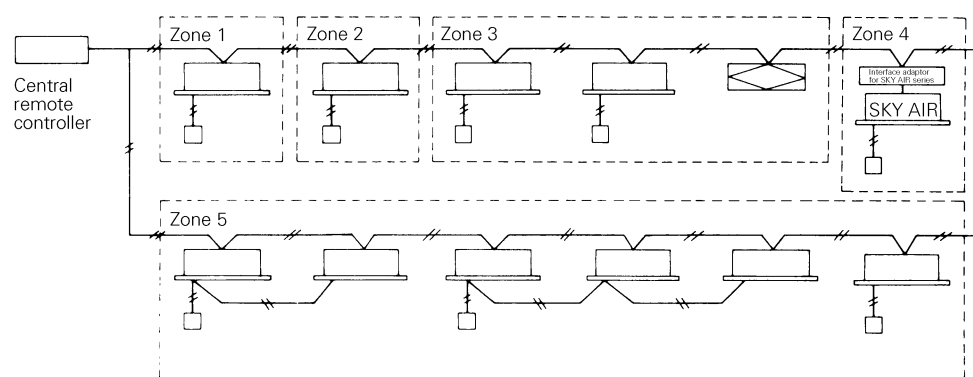 Central
remote
controller
Zone 1
Zone 2
Zone 3
Zone 4
Interface adaptor
for SKY AIR series
SKY AIR
Zone 5